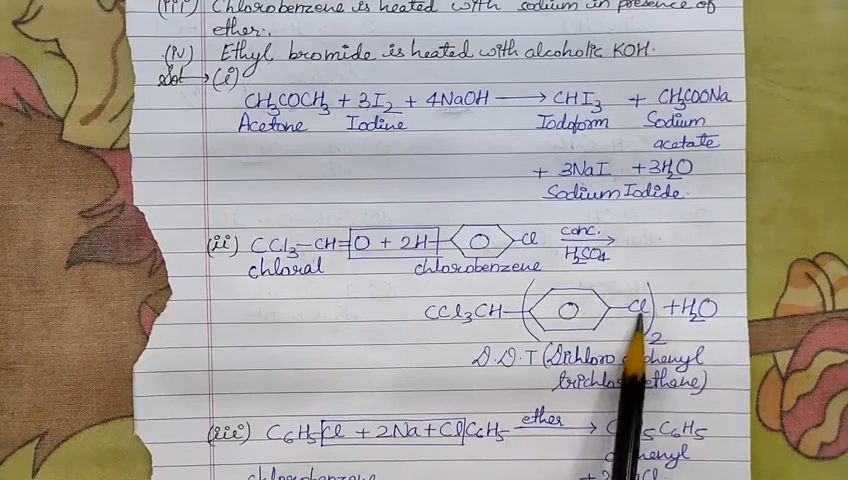 (iii) Chlorobenzene is heated with sodium in presence of
ether.
(iv) Ethyl bromide is heated with alcoholic KOH.
Sol → (i)
CH3COCH3 + 3I2 + 4NaOH → CHI3 + CH3COONa
Acetone Iodine Iodoform Sodium
acetate
+ 3NaI + 3H2O
Sodium Iodide.
(ii) CCl3-CH=O + 2H- -Cl conc. H2SO4 →
chloral chlorobenzene
CCl3CH-( -Cl)2 + H2O
D.D.T (Dichloro
(iii) C6H5Cl + 2Na + ClC6H5 ether →
chlorobenzene